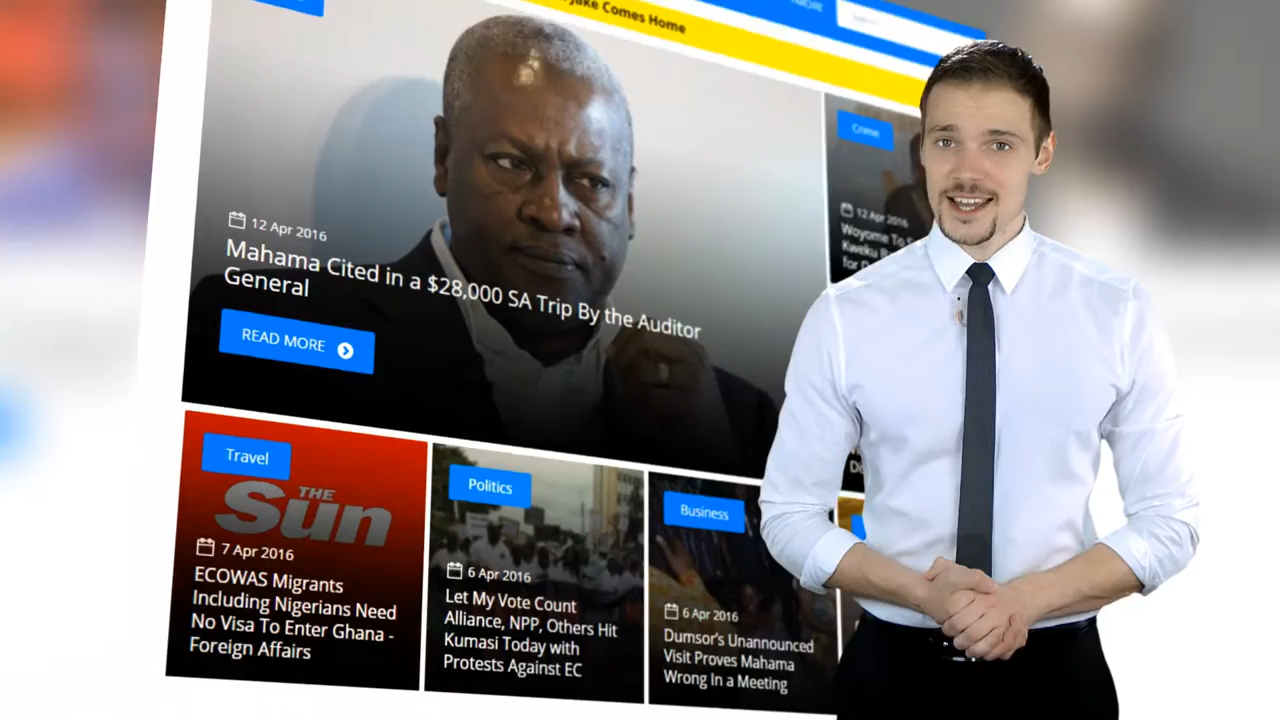 Jake Comes Home
Crime
12 Apr 2016
Mahama Cited in a $28,000 SA Trip By the Auditor
General
READ MORE
12 Apr 2016
Woyome To
Kweku
for
Travel
THE
Sun
7 Apr 2016
ECOWAS Migrants
Including Nigerians Need
No Visa To Enter Ghana -
Foreign Affairs
Politics
6 Apr 2016
Let My Vote Count
Alliance, NPP, Others Hit
Kumasi Today with
Protests Against EC
Business
6 Apr 2016
Dumsor's Unannounced
Visit Proves Mahama
Wrong In a Meeting